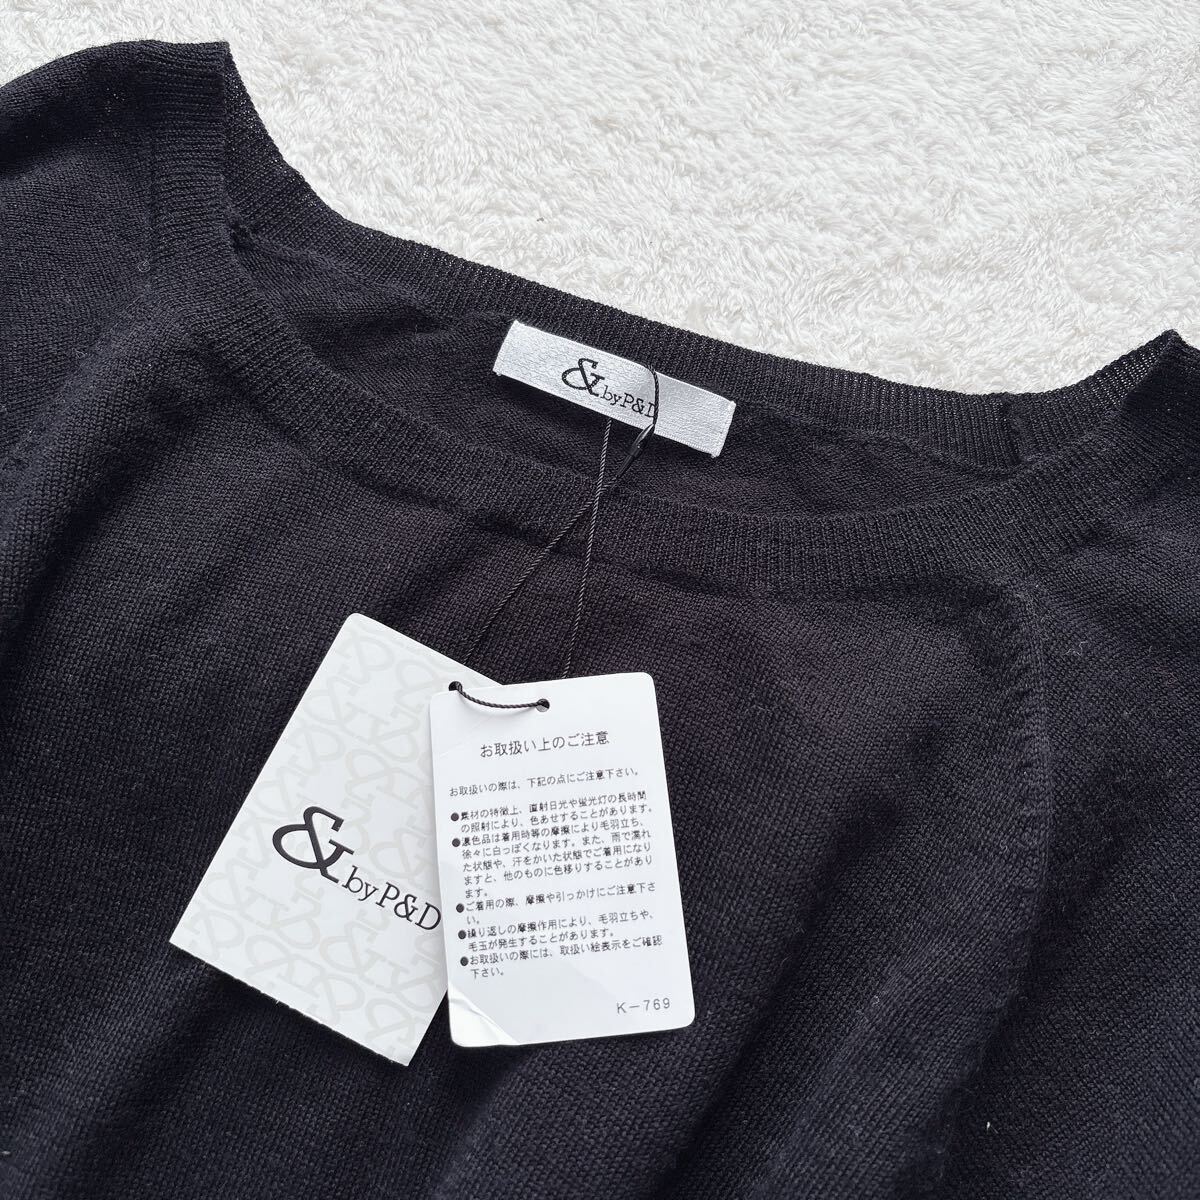 & by P&D
& by P&D
お取扱い上のご注意
お取扱いの際は、下記の点にご注意下さい。
●素材の特徴上、直射日光や蛍光灯の長時間
の照射により、色あせすることがあります。
●濃色品は着用時等の摩擦により毛羽立ち、
徐々に白っぽくなります。また、雨で濡れ
た状態や、汗をかいた状態でご着用になり
ますと、他のものに色移りすることがあり
ます。
●ご着用の際、摩擦や引っかけにご注意下さ
い。
●繰り返しの摩擦作用により、毛羽立ちや、
毛玉が発生することがあります。
●お取扱いの際には、取扱い絵表示をご確認
下さい。
K-769